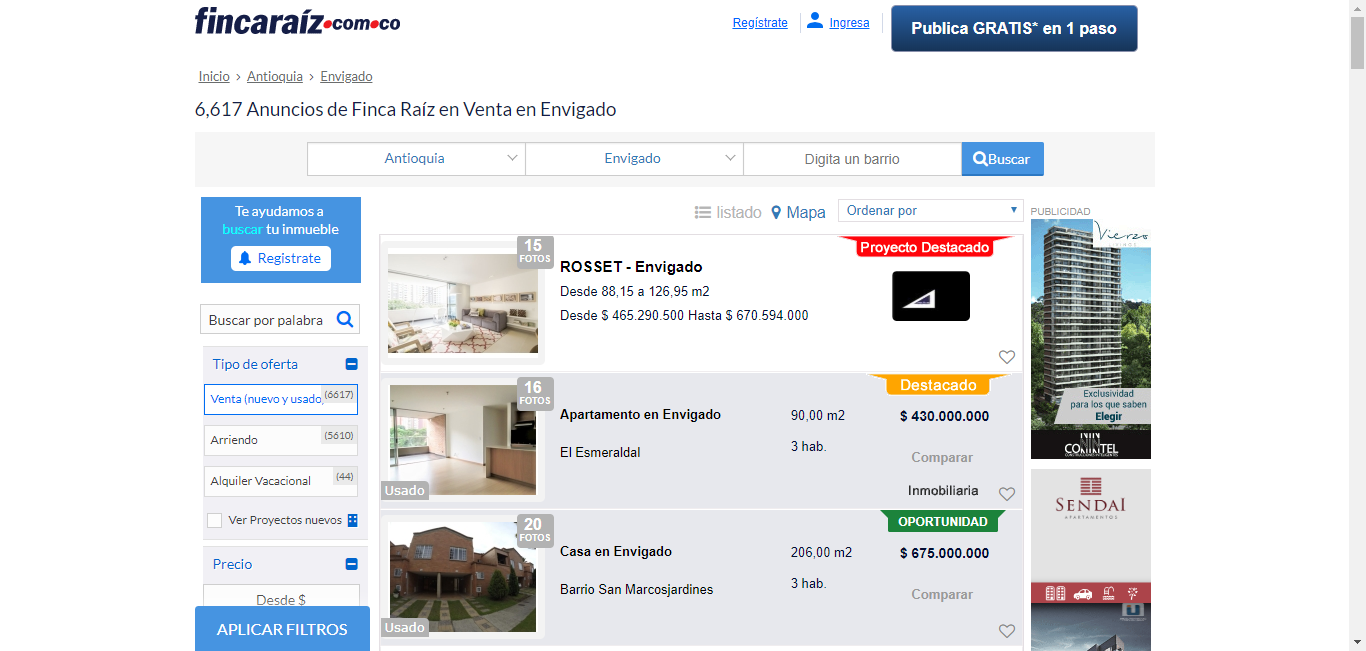 fincaraíz.com.co
Regístrate
Ingresa
Publica GRATIS* en 1 paso
Inicio › Antioquia › Envigado
6,617 Anuncios de Finca Raíz en Venta en Envigado
Antioquia
Envigado
Digita un barrio
Buscar
Te ayudamos a
buscar tu inmueble
Registrate
Buscar por palabra
Tipo de oferta
Venta (nuevo y usado)
(6617)
Arriendo
(5610)
Alquiler Vacacional
(44)
Ver Proyectos nuevos
Precio
Desde $
APLICAR FILTROS
listado
Mapa
Ordenar por
15
FOTOS
Proyecto Destacado
ROSSET - Envigado
Desde 88,15 a 126,95 m2
Desde $ 465.290.500 Hasta $ 670.594.000
16
FOTOS
Usado
Destacado
Apartamento en Envigado
90,00 m2
$ 430.000.000
El Esmeraldal
3 hab.
Comparar
Inmobiliaria
20
FOTOS
Usado
OPORTUNIDAD
Casa en Envigado
206,00 m2
$ 675.000.000
Barrio San Marcosjardines
3 hab.
Comparar
PUBLICIDAD
Vierzo
Exclusividad
para los que saben
Elegir
CONINTEL
CONSTRUCCIONES INTELIGENTES
SENDAI
APARTAMENTOS